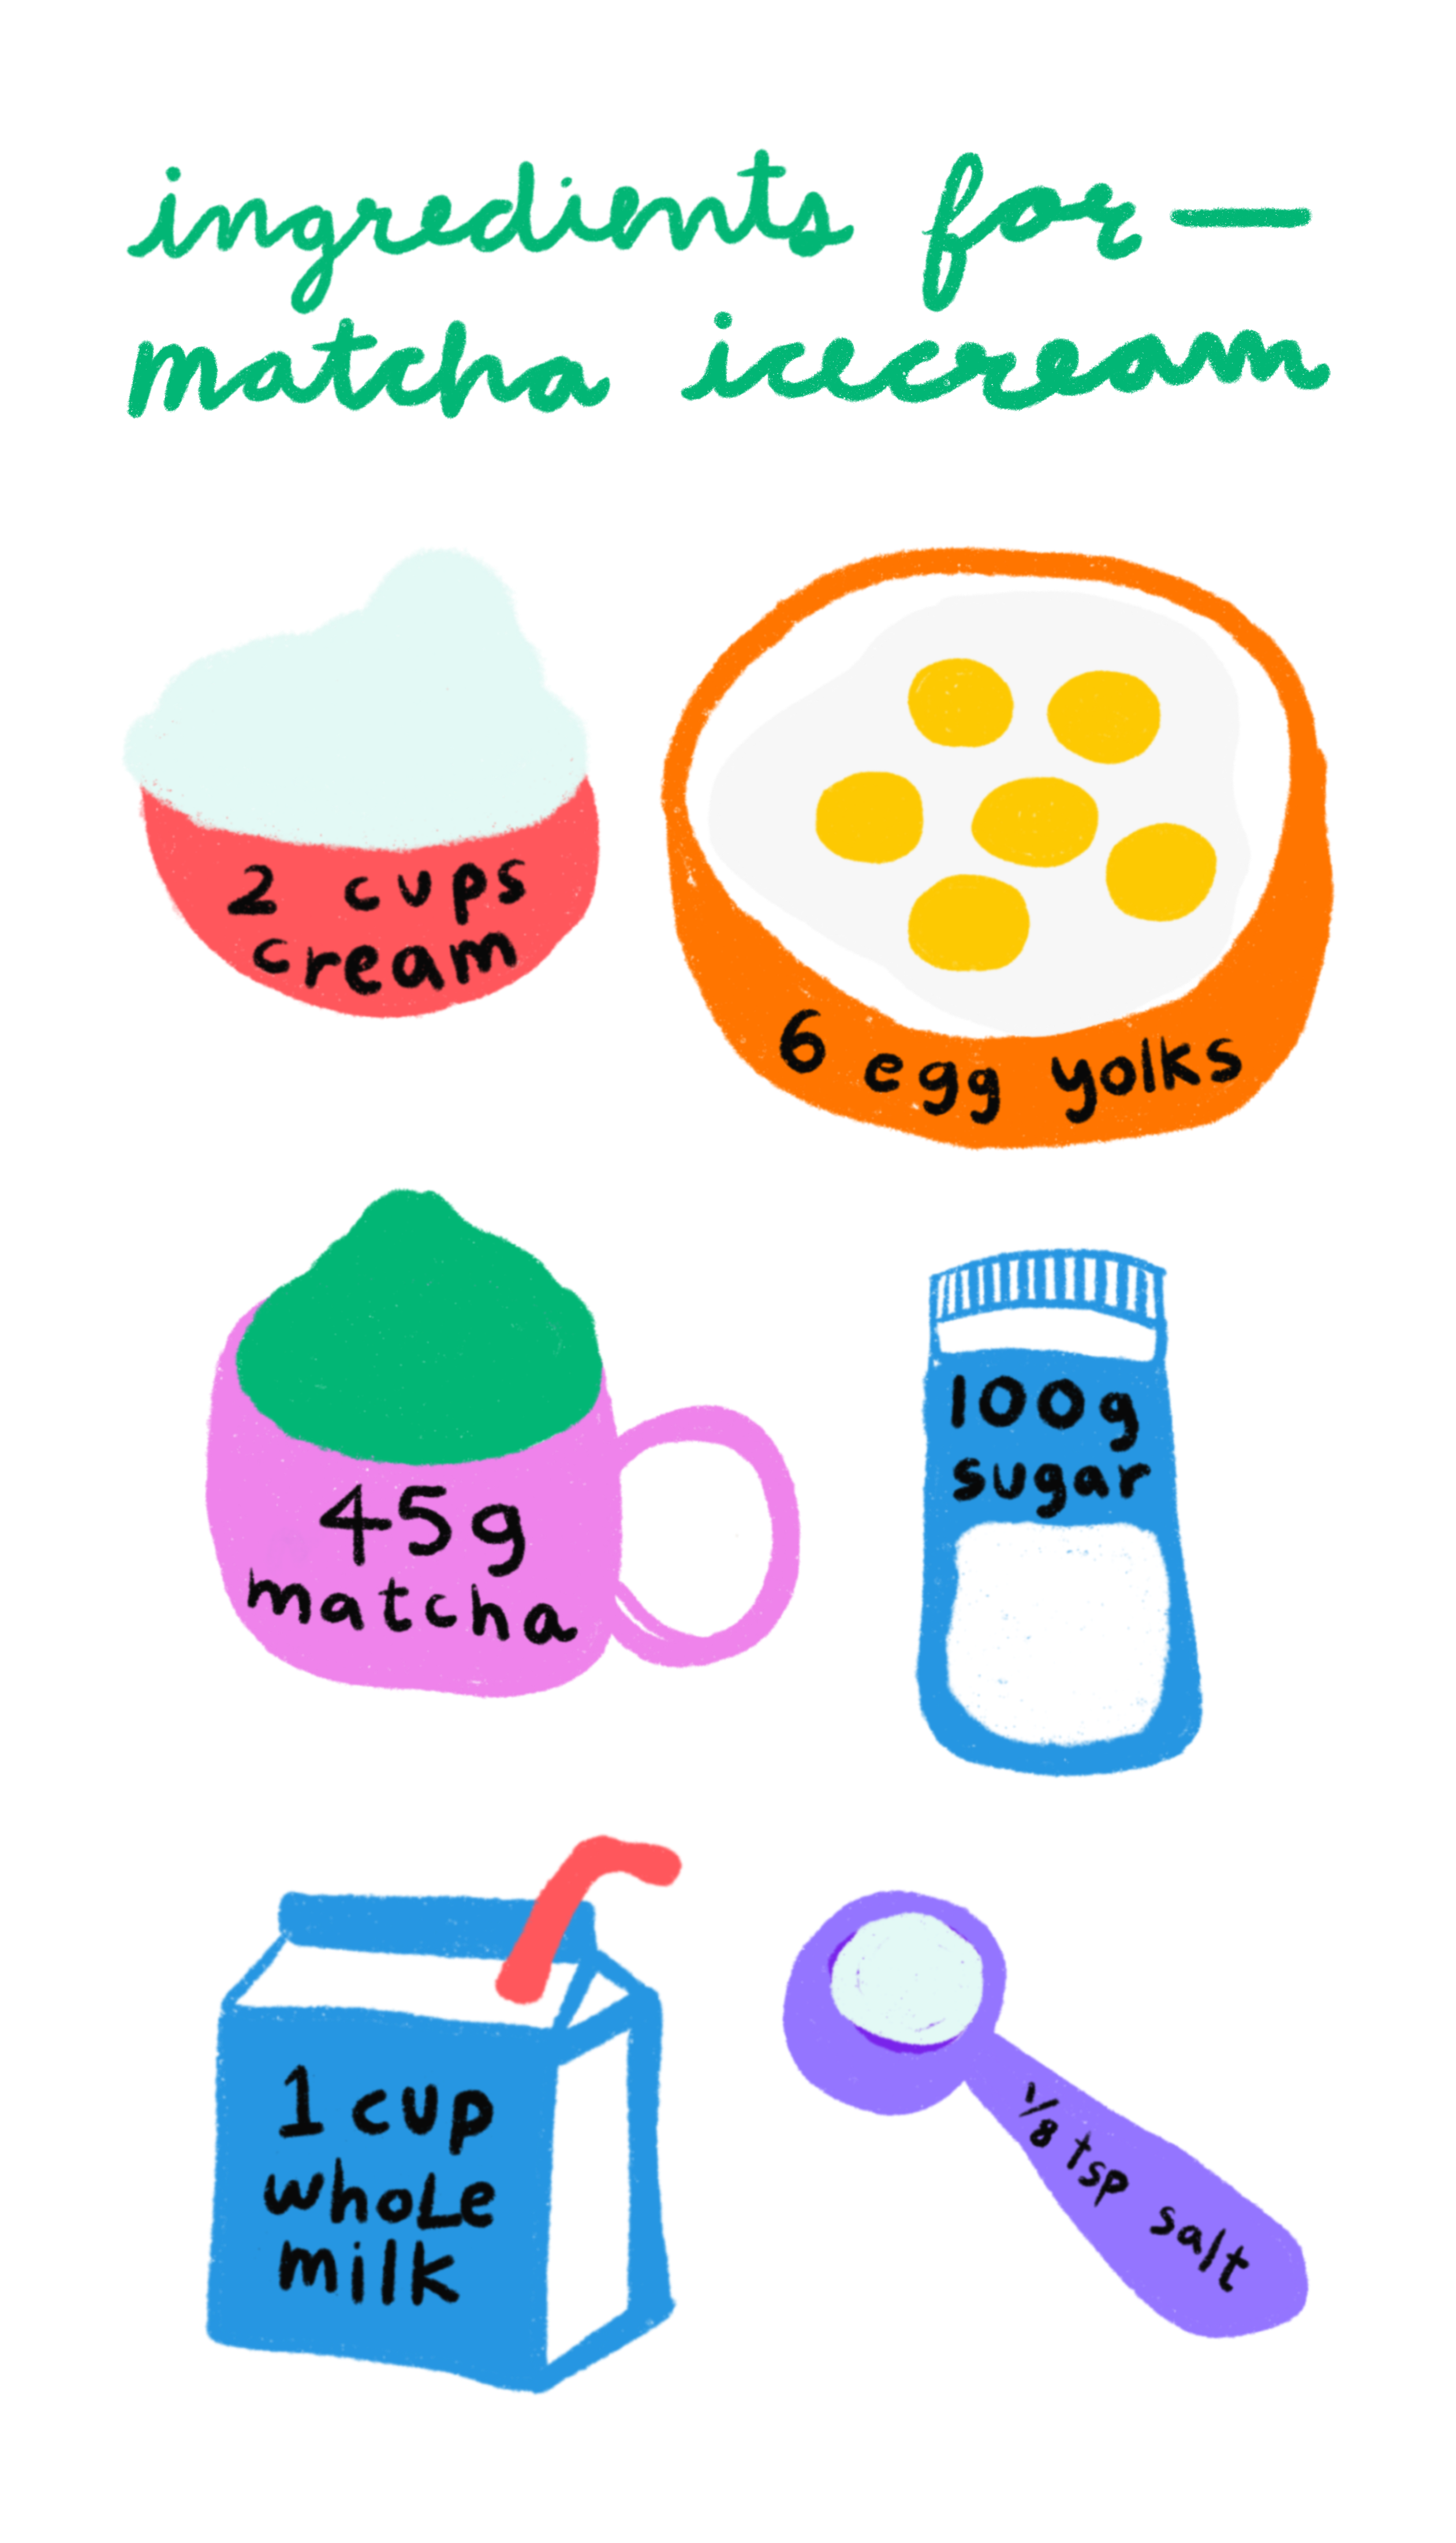 ingredients for —
matcha icecream
2 cups
cream
6 egg yolks
45g
matcha
100g
sugar
1 cup
whole
milk
1/8 tsp salt